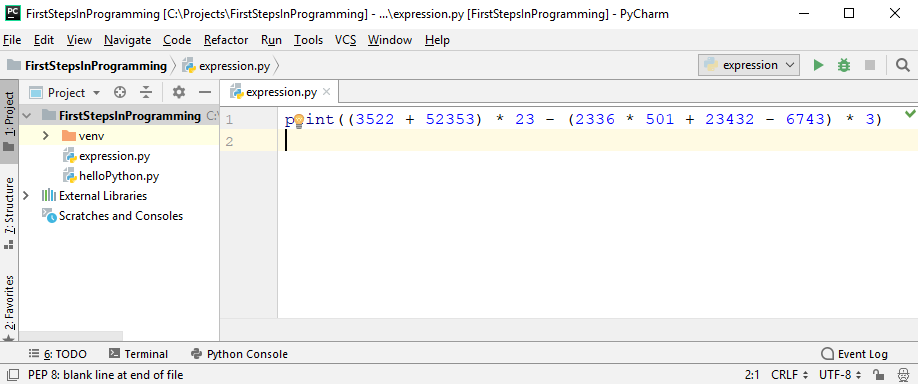 PC FirstStepsInProgramming [C:\Projects\FirstStepsInProgramming] - ...\expression.py [FirstStepsInProgramming] - PyCharm
File Edit View Navigate Code Refactor Run Tools VCS Window Help
FirstStepsInProgramming expression.py expression
1: Project
Project
expression.py
FirstStepsInProgramming C:\
venv
expression.py
helloPython.py
External Libraries
Scratches and Consoles
7: Structure
2: Favorites
1 print((3522 + 52353) * 23 - (2336 * 501 + 23432 - 6743) * 3)
2
6: TODO Terminal Python Console Event Log
PEP 8: blank line at end of file 2:1 CRLF UTF-8